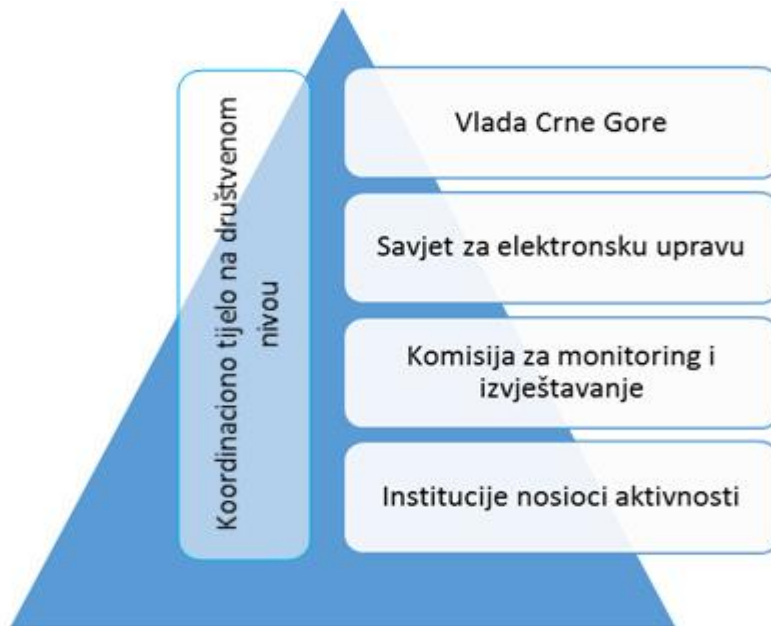 Koordinaciono tijelo na društvenom
nivou
Vlada Crne Gore
Savjet za elektronsku upravu
Komisija za monitoring i
izvještavanje
Institucije nosioci aktivnosti